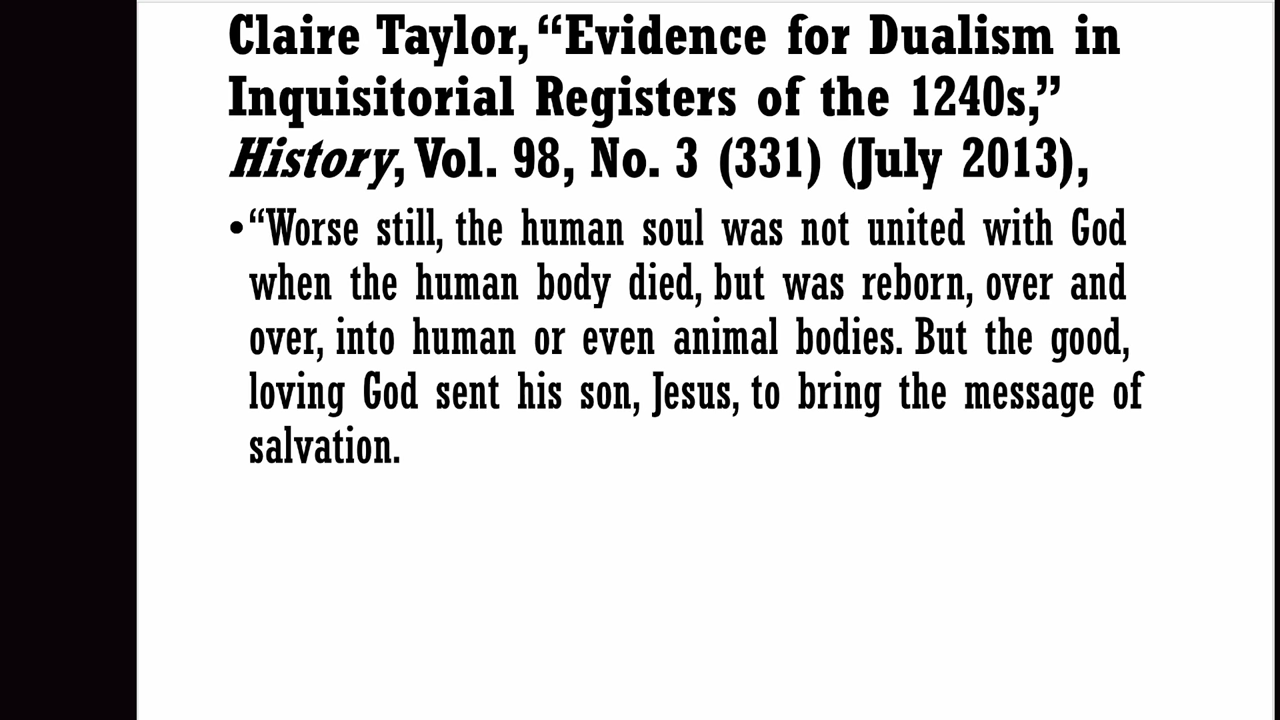 Claire Taylor, “Evidence for Dualism in
Inquisitorial Registers of the 1240s,”
History, Vol. 98, No. 3 (331) (July 2013),
• “Worse still, the human soul was not united with God
when the human body died, but was reborn, over and
over, into human or even animal bodies. But the good,
loving God sent his son, Jesus, to bring the message of
salvation.